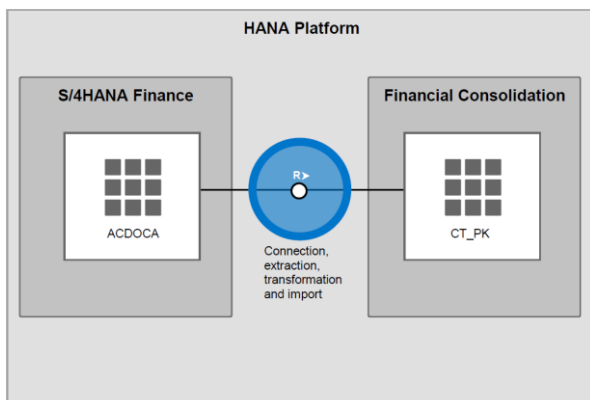 HANA Platform
S/4HANA Finance
Financial Consolidation
R
ACDOCA
CT_PK
Connection,
extraction,
transformation
and import